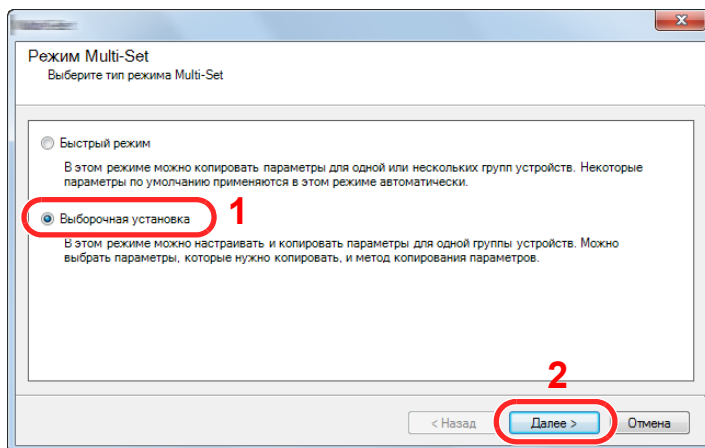 Режим Multi-Set
Выберите тип режима Multi-Set
Быстрый режим
В этом режиме можно копировать параметры для одной или нескольких групп устройств. Некоторые
параметры по умолчанию применяются в этом режиме автоматически.
Выборочная установка
1
В этом режиме можно настраивать и копировать параметры для одной группы устройств. Можно
выбрать параметры, которые нужно копировать, и метод копирования параметров.
2
< Назад
Далее >
Отмена